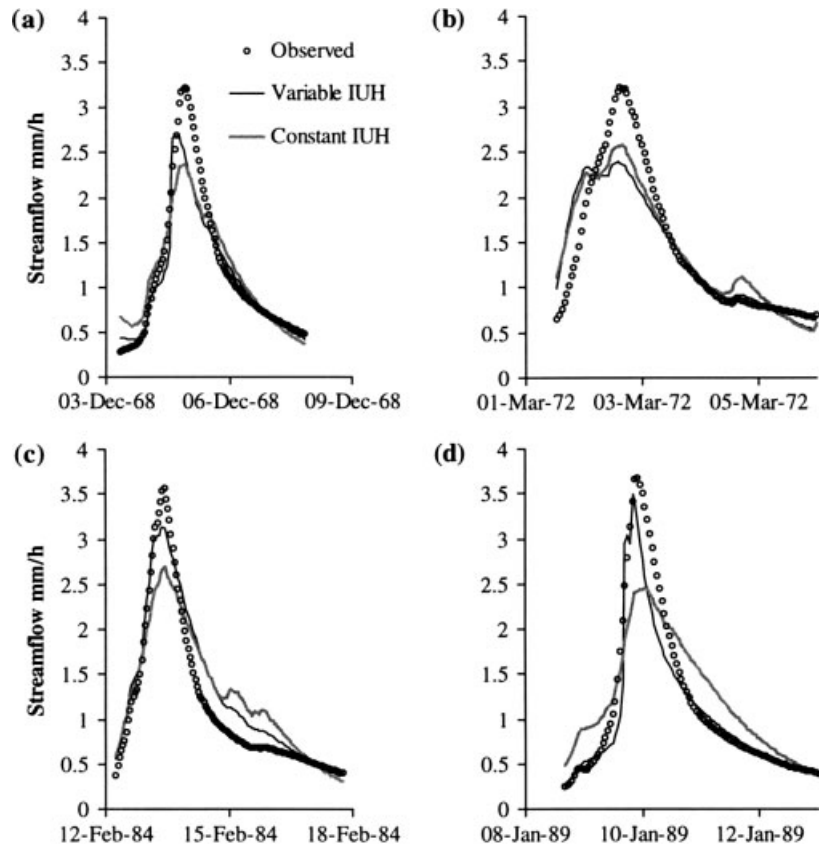 (a)
4
3.5
3
2.5
2
1.5
1
0.5
0
Streamflow mm/h
Observed
Variable IUH
Constant IUH
03-Dec-68 06-Dec-68 09-Dec-68
(b)
4
3.5
3
2.5
2
1.5
1
0.5
0
01-Mar-72 03-Mar-72 05-Mar-72
(c)
4
3.5
3
2.5
2
1.5
1
0.5
0
Streamflow mm/h
12-Feb-84 15-Feb-84 18-Feb-84
(d)
4
3.5
3
2.5
2
1.5
1
0.5
0
08-Jan-89 10-Jan-89 12-Jan-89